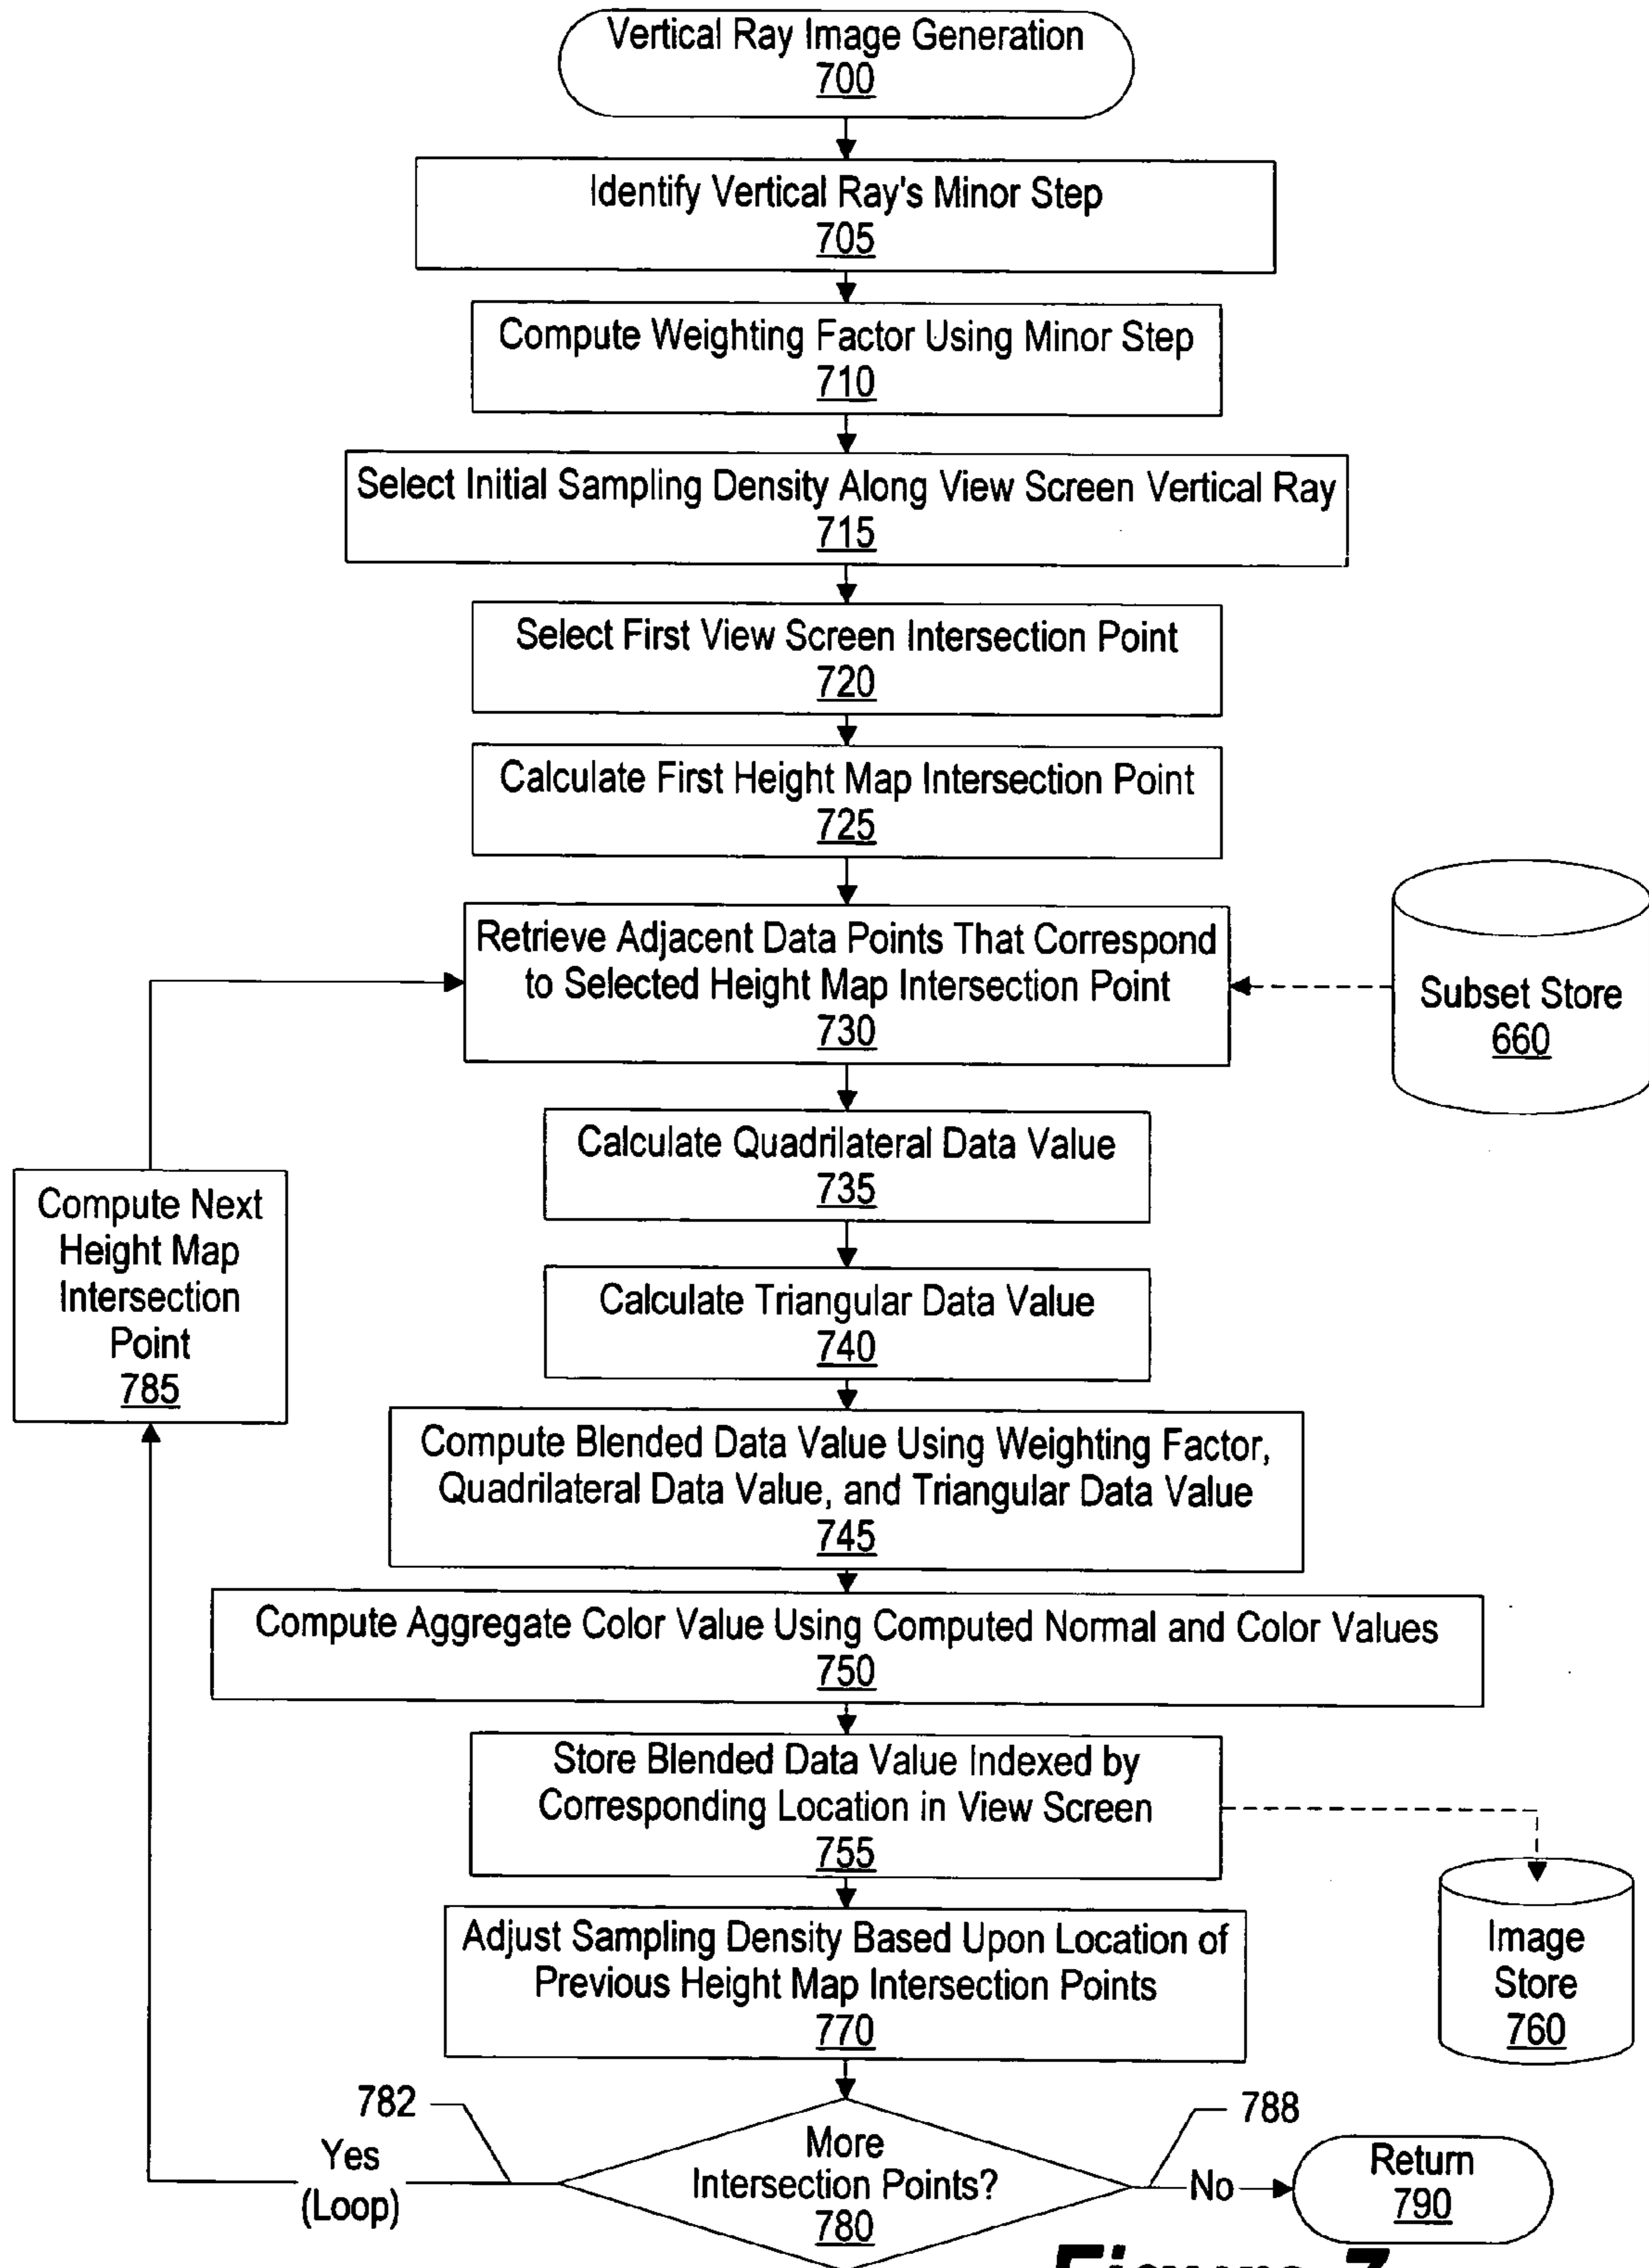 Vertical Ray Image Generation
700
Identify Vertical Ray's Minor Step
705
Compute Weighting Factor Using Minor Step
710
Select Initial Sampling Density Along View Screen Vertical Ray
715
Select First View Screen Intersection Point
720
Calculate First Height Map Intersection Point
725
Retrieve Adjacent Data Points That Correspond
to Selected Height Map Intersection Point
730
Subset Store
660
Calculate Quadrilateral Data Value
735
Compute Next
Height Map
Intersection
Point
785
Calculate Triangular Data Value
740
Compute Blended Data Value Using Weighting Factor,
Quadrilateral Data Value, and Triangular Data Value
745
Compute Aggregate Color Value Using Computed Normal and Color Values
750
Store Blended Data Value Indexed by
Corresponding Location in View Screen
755
Image
Store
760
Adjust Sampling Density Based Upon Location of
Previous Height Map Intersection Points
770
782
788
Yes
(Loop)
More
Intersection Points?
780
No
Return
790
Figure 7